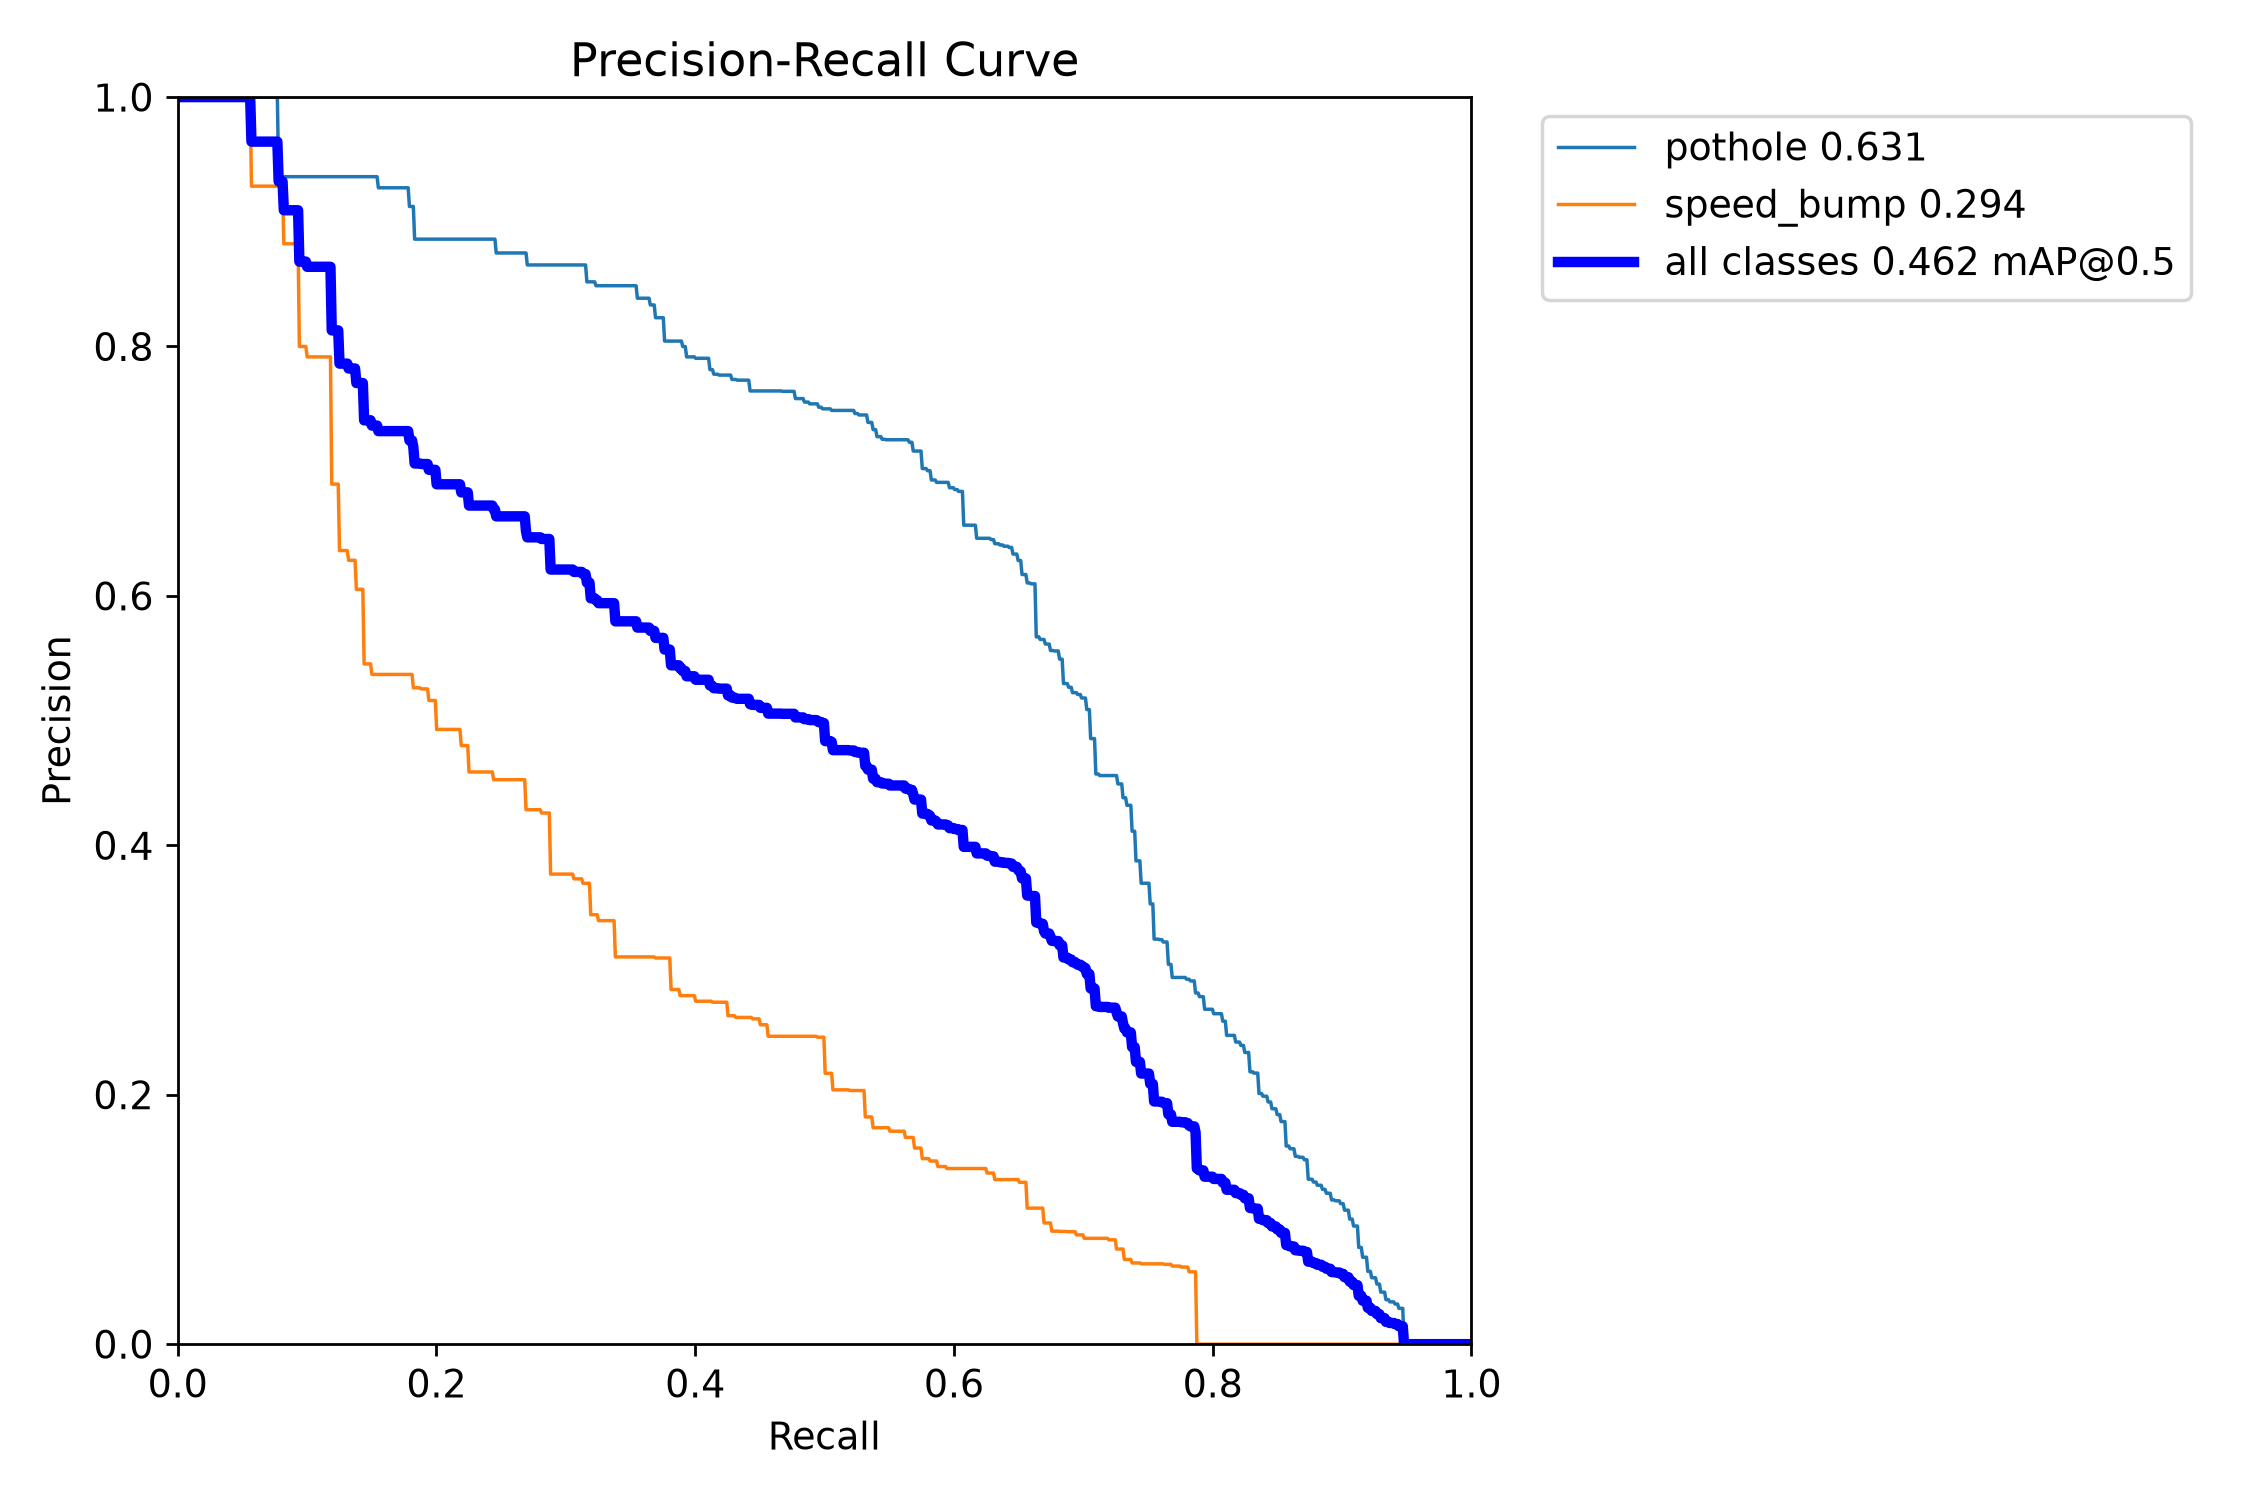 Precision-Recall Curve
1.0
0.8
0.6
0.4
0.2
0.0
Precision
0.0 0.2 0.4 0.6 0.8 1.0
Recall
pothole 0.631
speed_bump 0.294
all classes 0.462 mAP@0.5